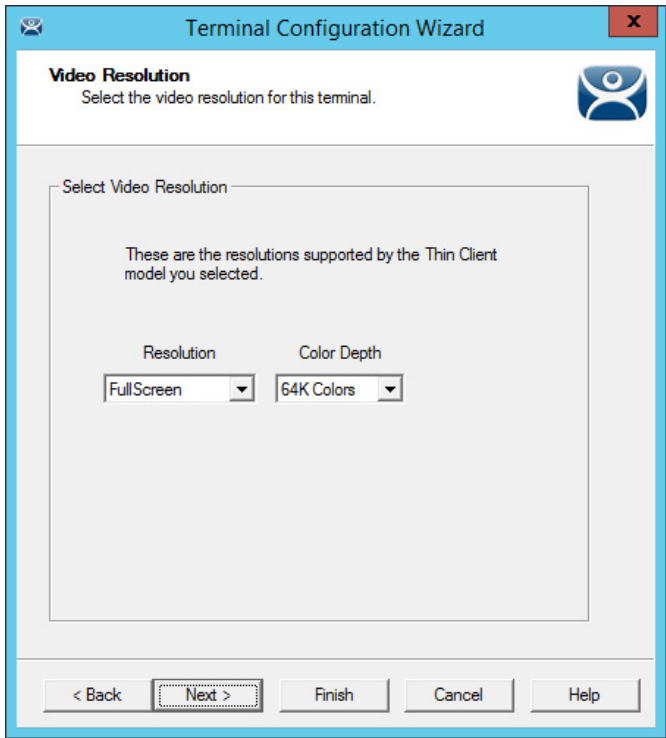 Terminal Configuration Wizard
x
Video Resolution
Select the video resolution for this terminal.
Select Video Resolution
These are the resolutions supported by the Thin Client
model you selected.
Resolution Color Depth
FullScreen 64K Colors
< Back Next > Finish Cancel Help